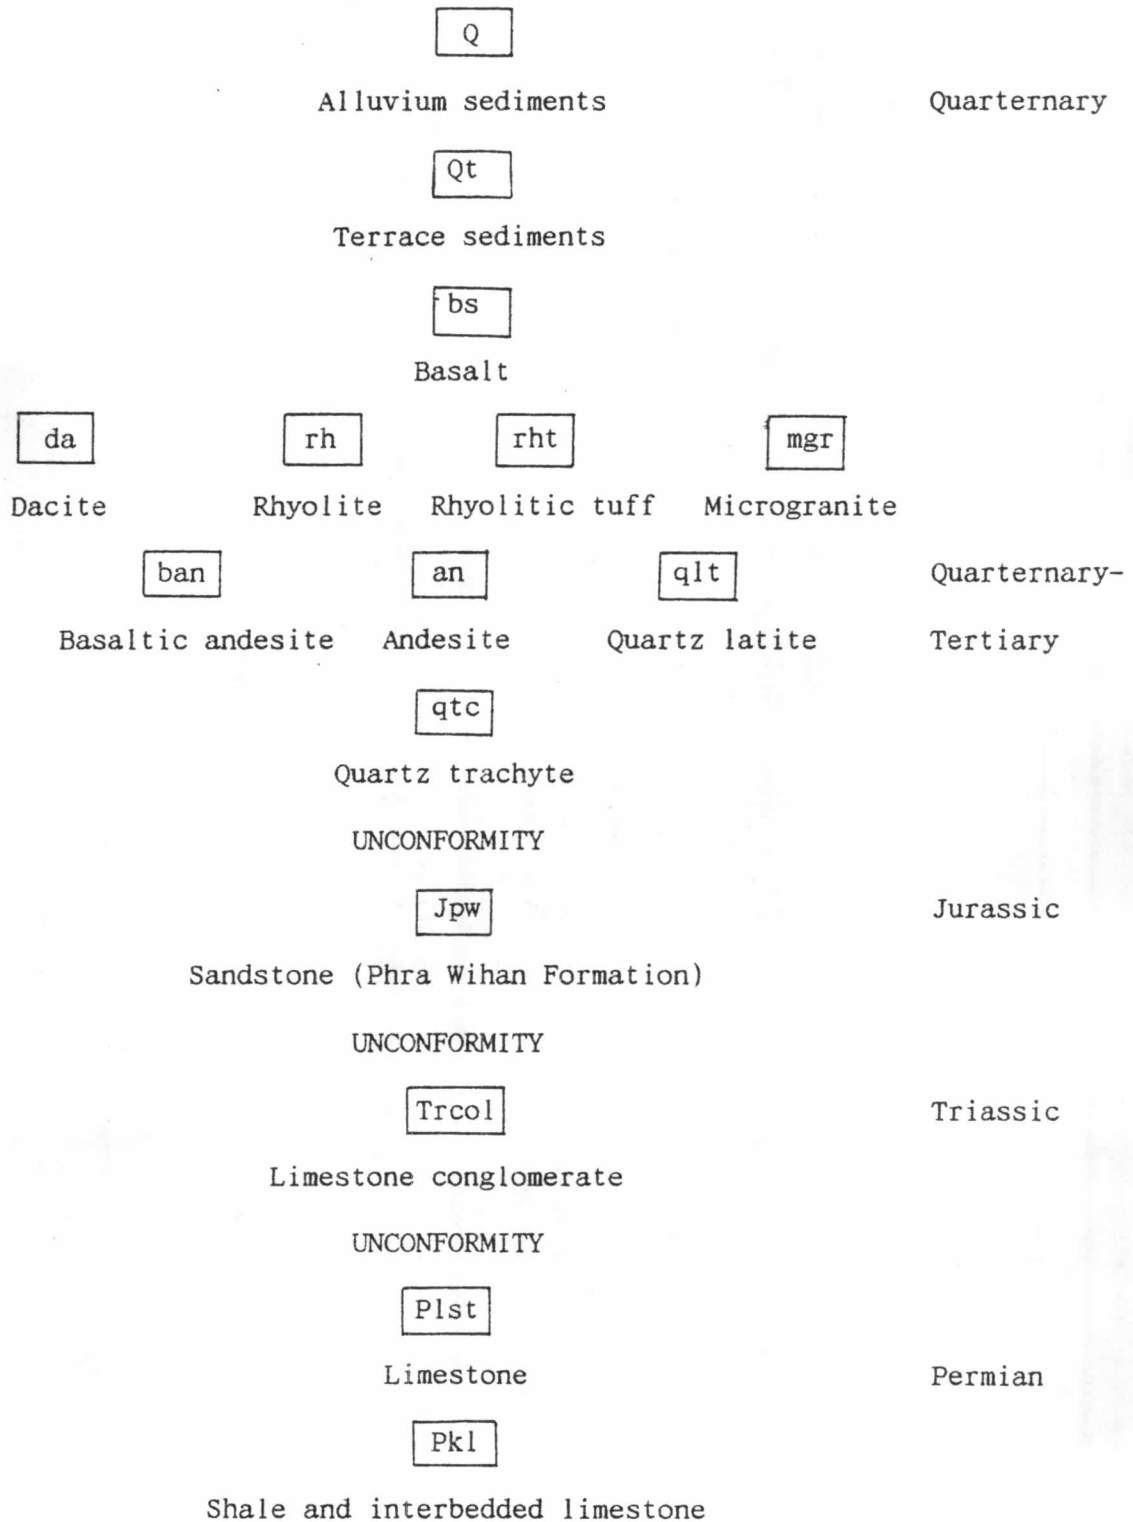 Q
Alluvium sediments Quarternary
Qt
Terrace sediments
bs
Basalt
da rh rht mgr
Dacite Rhyolite Rhyolitic tuff Microgranite
ban an qlt Quarternary-
Basaltic andesite Andesite Quartz latite Tertiary
qtc
Quartz trachyte
UNCONFORMITY
Jpw Jurassic
Sandstone (Phra Wihan Formation)
UNCONFORMITY
Trcol Triassic
Limestone conglomerate
UNCONFORMITY
Plst
Limestone Permian
Pkl
Shale and interbedded limestone